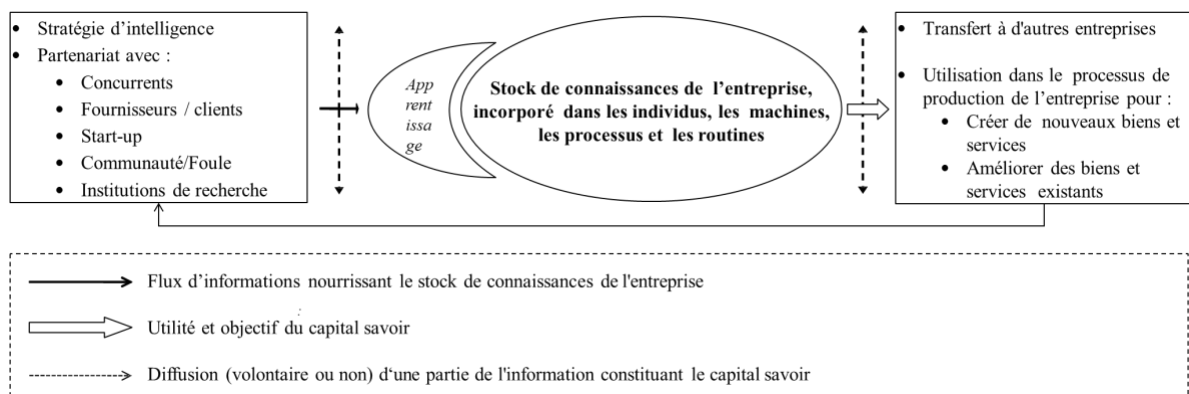 Stratégie d’intelligence
Partenariat avec :
Concurrents
Fournisseurs / clients
Start-up
Communauté/Foule
Institutions de recherche
App
rent
issa
ge
Stock de connaissances de l’entreprise,
incorporé dans les individus, les machines,
les processus et les routines
Transfert à d'autres entreprises
Utilisation dans le processus de
production de l’entreprise pour :
Créer de nouveaux biens et
services
Améliorer des biens et
services existants
Flux d’informations nourrissant le stock de connaissances de l'entreprise
Utilité et objectif du capital savoir
Diffusion (volontaire ou non) d‘une partie de l'information constituant le capital savoir